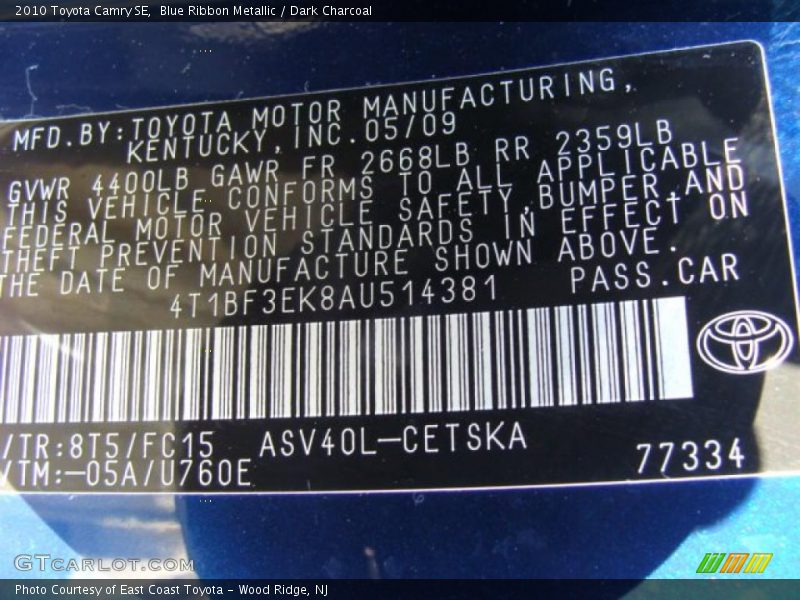 2010 Toyota Camry SE, Blue Ribbon Metallic / Dark Charcoal
MFD.BY:TOYOTA MOTOR MANUFACTURING,
KENTUCKY,INC.05/09
GVWR 4400LB GAWR FR 2668LB RR 2359LB
THIS VEHICLE CONFORMS TO ALL APPLICABLE
FEDERAL MOTOR VEHICLE SAFETY,BUMPER,AND
THEFT PREVENTION STANDARDS IN EFFECT ON
THE DATE OF MANUFACTURE SHOWN ABOVE.
4T1BF3EK8AU514381 PASS.CAR
/TR:8T5/FC15 ASV40L-CETSKA
/TM:-05A/U760E 77334
GTCARLOT.COM
Photo Courtesy of East Coast Toyota - Wood Ridge, NJ